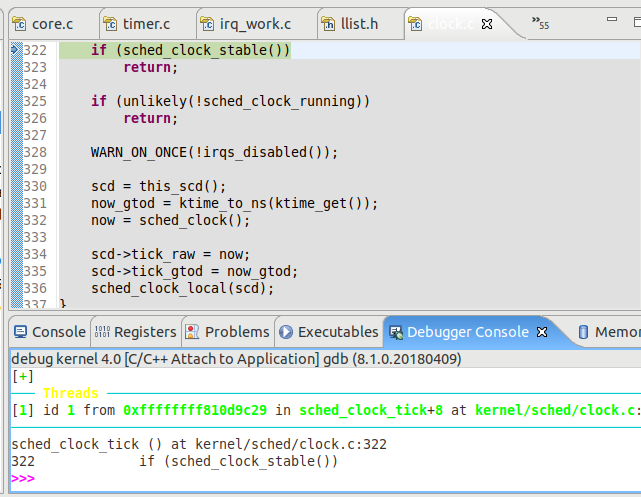 core.c timer.c irq_work.c llist.h clock.c »55
322 if (sched_clock_stable())
323 return;
324
325 if (unlikely(!sched_clock_running))
326 return;
327
328 WARN_ON_ONCE(!irqs_disabled());
329
330 scd = this_scd();
331 now_gtod = ktime_to_ns(ktime_get());
332 now = sched_clock();
333
334 scd->tick_raw = now;
335 scd->tick_gtod = now_gtod;
336 sched_clock_local(scd);
337 }
Console Registers Problems Executables Debugger Console Memor
debug kernel 4.0 [C/C++ Attach to Application] gdb (8.1.0.20180409)
[+]
Threads
[1] id 1 from 0xffffffff810d9c29 in sched_clock_tick+8 at kernel/sched/clock.c:
sched_clock_tick () at kernel/sched/clock.c:322
322 if (sched_clock_stable())
>>>